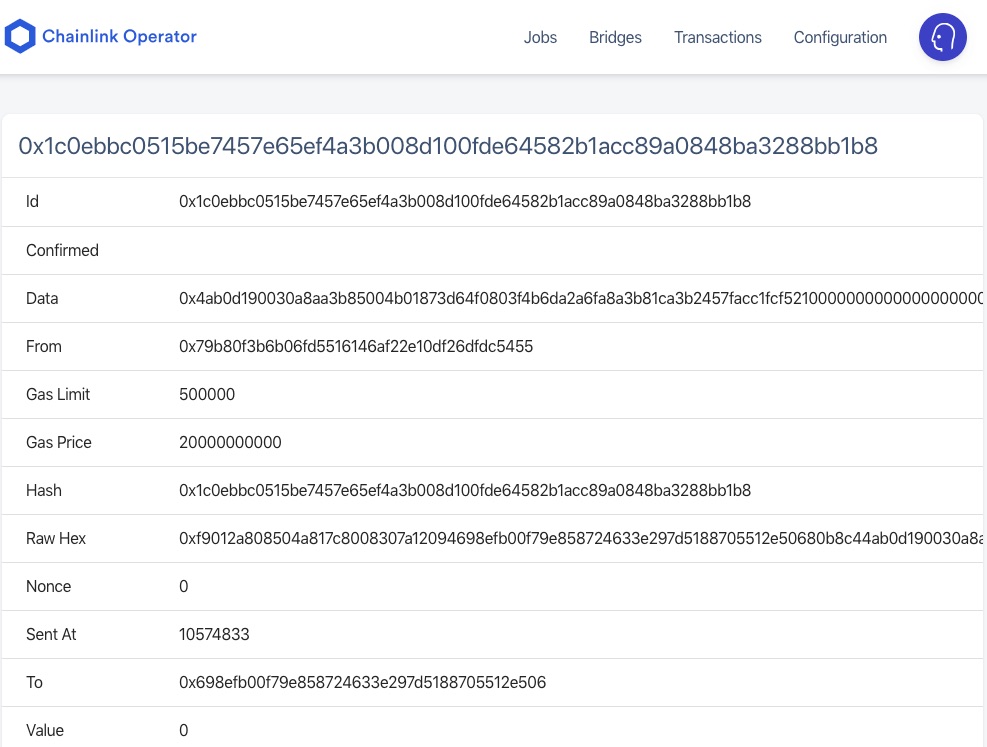 Chainlink Operator
Jobs Bridges Transactions Configuration
0x1c0ebbc0515be7457e65ef4a3b008d100fde64582b1acc89a0848ba3288bb1b8
Id 0x1c0ebbc0515be7457e65ef4a3b008d100fde64582b1acc89a0848ba3288bb1b8
Confirmed
Data 0x4ab0d190030a8aa3b85004b01873d64f0803f4b6da2a6fa8a3b81ca3b2457facc1fcf5210000000000000000000
From 0x79b80f3b6b06fd5516146af22e10df26dfdc5455
Gas Limit 500000
Gas Price 20000000000
Hash 0x1c0ebbc0515be7457e65ef4a3b008d100fde64582b1acc89a0848ba3288bb1b8
Raw Hex 0xf9012a808504a817c8008307a12094698efb00f79e858724633e297d5188705512e50680b8c44ab0d190030a8a
Nonce 0
Sent At 10574833
To 0x698efb00f79e858724633e297d5188705512e506
Value 0